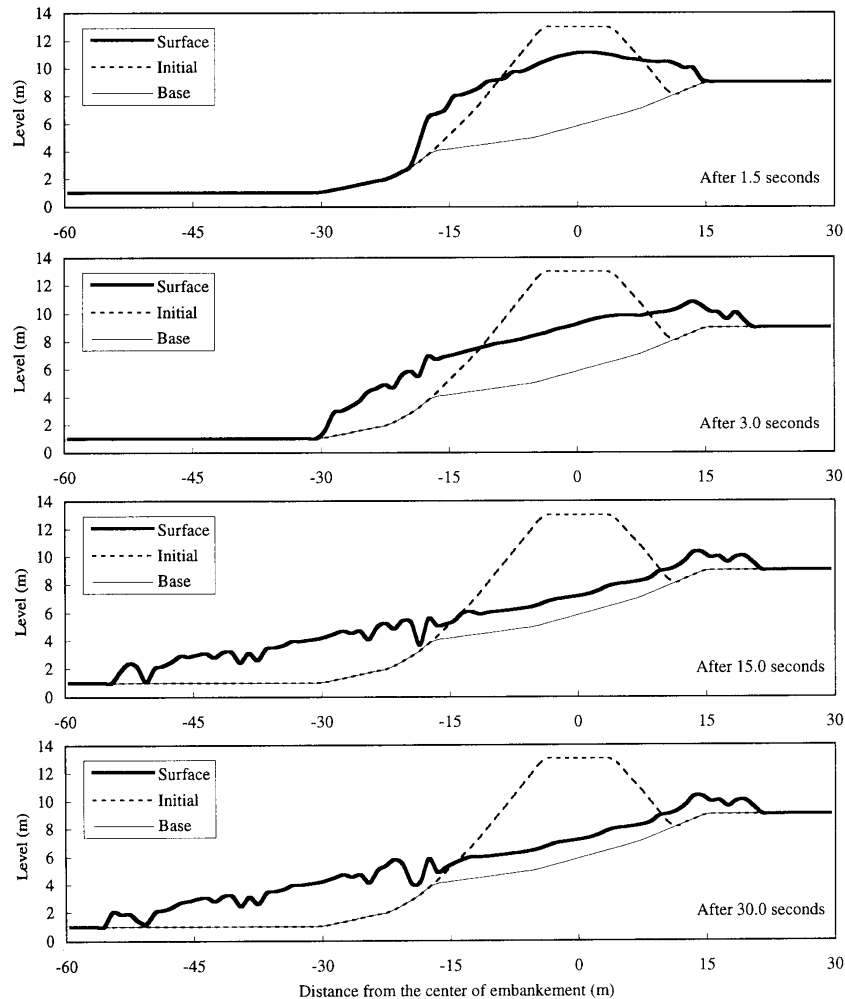 14
12
10
8
6
4
2
0
Level (m)
Surface
Initial
Base
After 1.5 seconds
-60 -45 -30 -15 0 15 30
14
12
10
8
6
4
2
0
Level (m)
Surface
Initial
Base
After 3.0 seconds
-60 -45 -30 -15 0 15 30
14
12
10
8
6
4
2
0
Level (m)
Surface
Initial
Base
After 15.0 seconds
-60 -45 -30 -15 0 15 30
14
12
10
8
6
4
2
0
Level (m)
Surface
Initial
Base
After 30.0 seconds
-60 -45 -30 -15 0 15 30
Distance from the center of embankement (m)